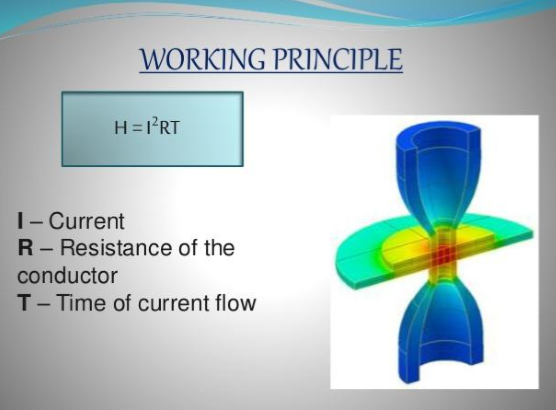 WORKING PRINCIPLE
H = I²RT
I – Current
R – Resistance of the
conductor
T – Time of current flow